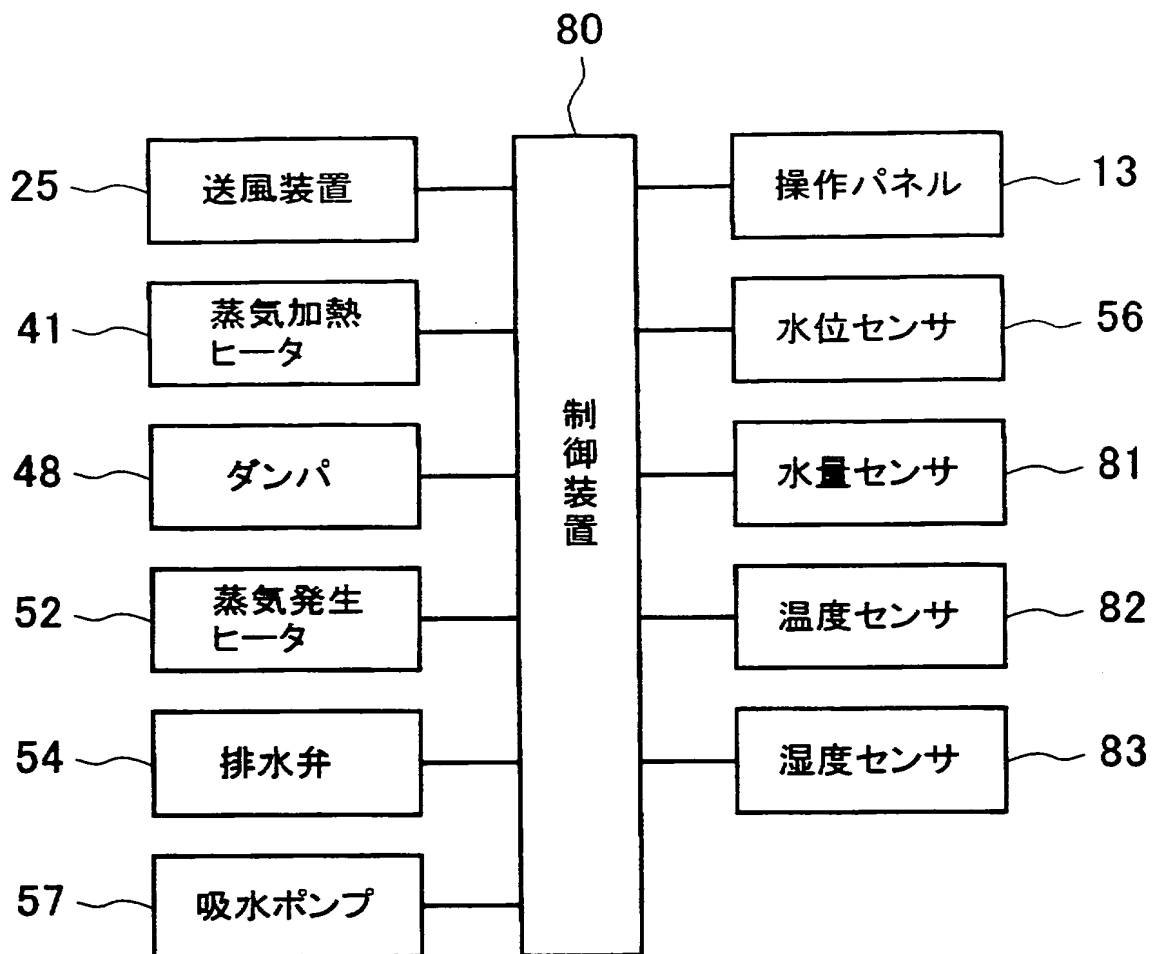 80
25
送風装置
操作パネル
13
41
蒸気加熱
ヒータ
水位センサ
56
48
ダンパ
制御装置
水量センサ
81
52
蒸気発生
ヒータ
温度センサ
82
54
排水弁
湿度センサ
83
57
吸水ポンプ